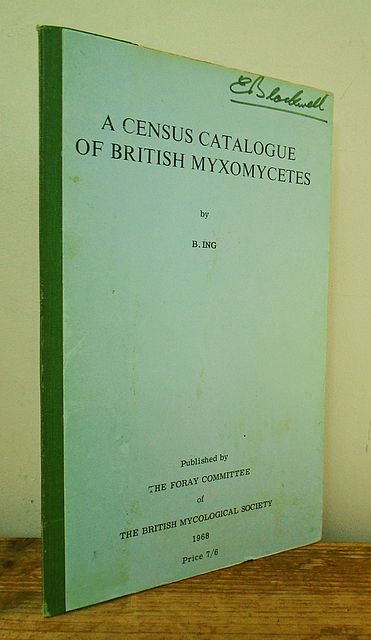 E Blackwell
A CENSUS CATALOGUE
OF BRITISH MYXOMYCETES
by
B. ING
Published by
THE FORAY COMMITTEE
of
THE BRITISH MYCOLOGICAL SOCIETY
1968
Price 7/6